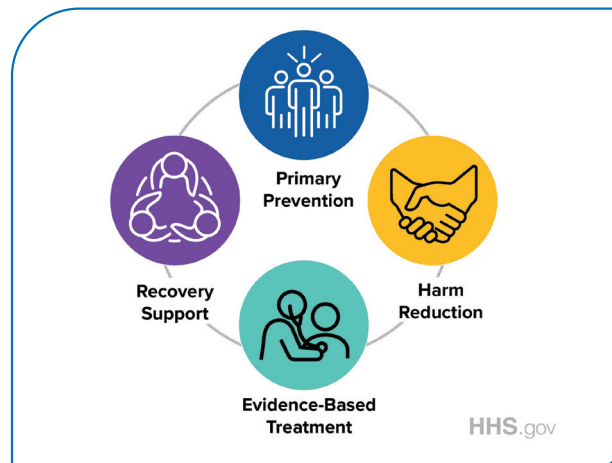 Primary
Prevention
Recovery
Support
Harm
Reduction
Evidence-Based
Treatment
HHS.gov